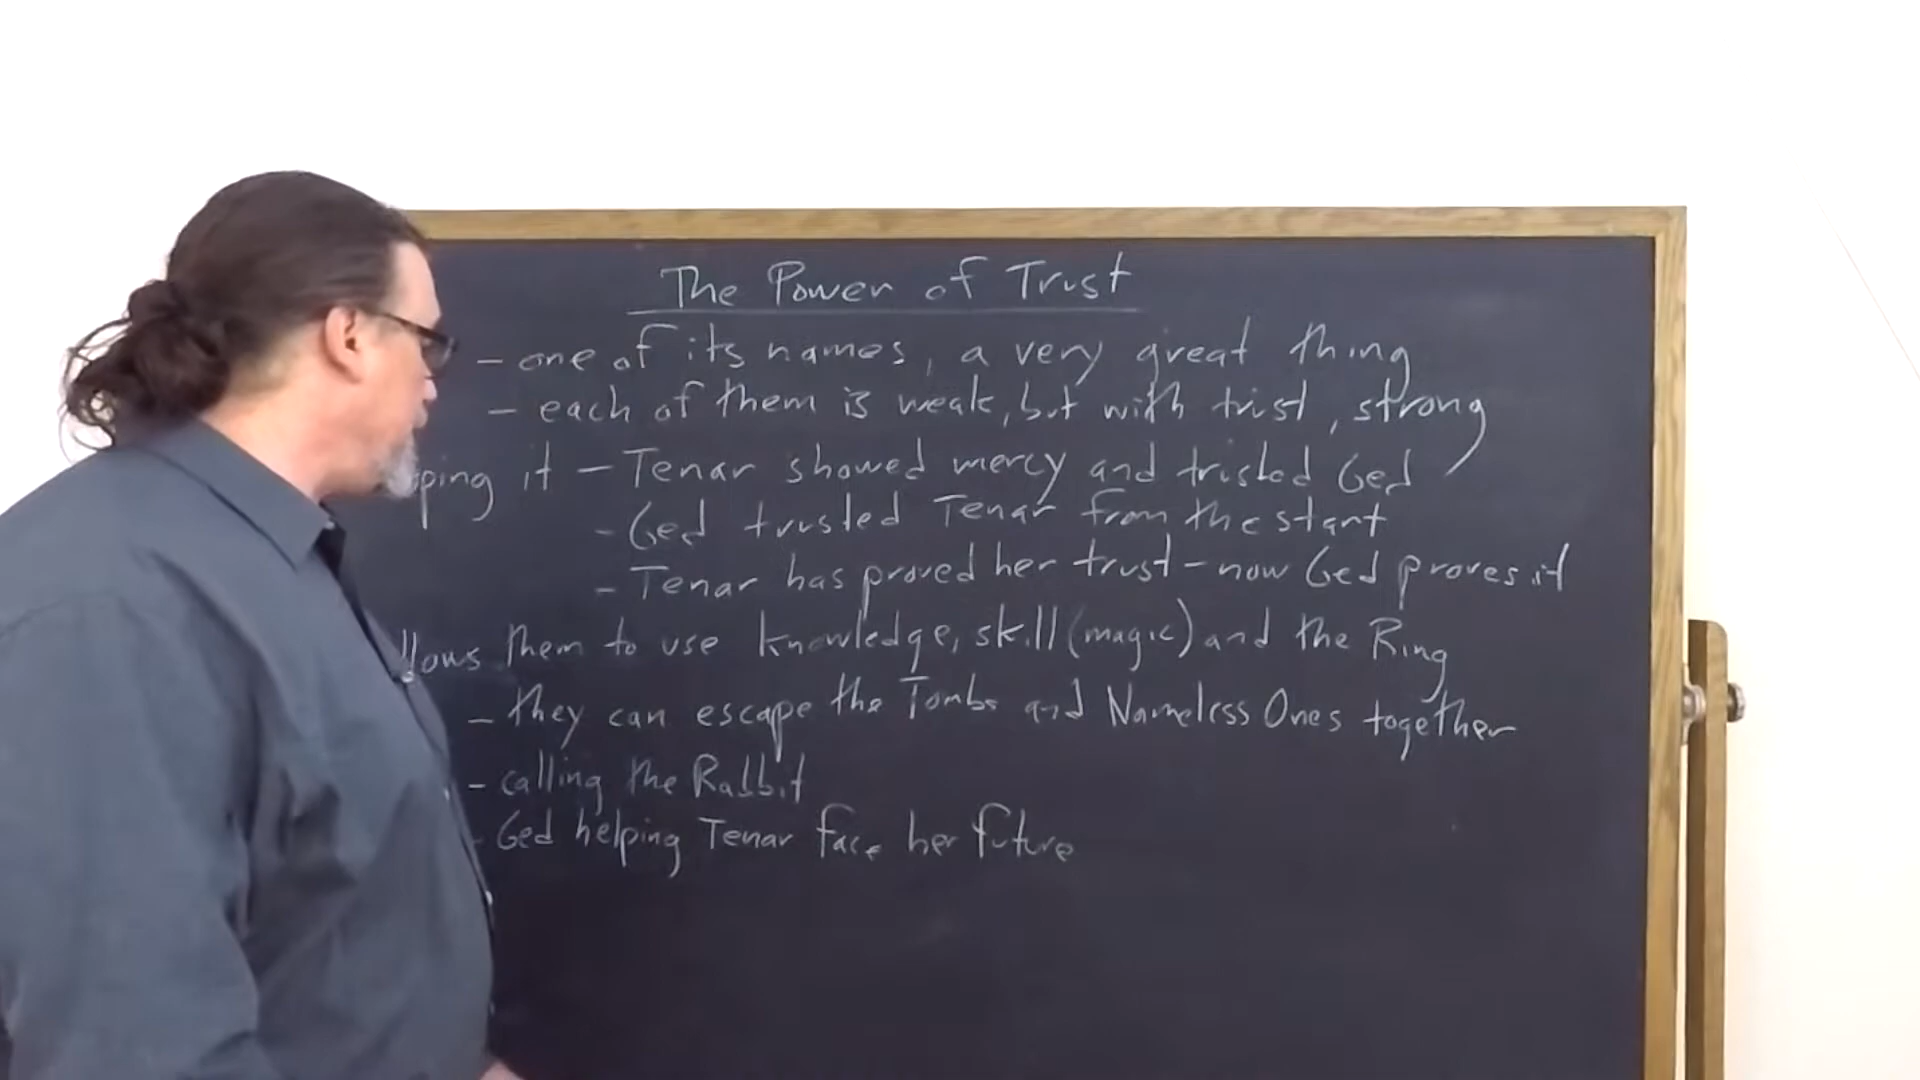 The Power of Trust
- one of its names, a very great thing
- each of them is weak, but with trust, strong
it - Tenar showed mercy and trusted Ged
- Ged trusted Tenar from the start
- Tenar has proved her trust - now Ged proves it
them to use knowledge, skill (magic) and the Ring
- they can escape the Tombs and Nameless Ones together
- calling the Rabbit
- Ged helping Tenar face her future